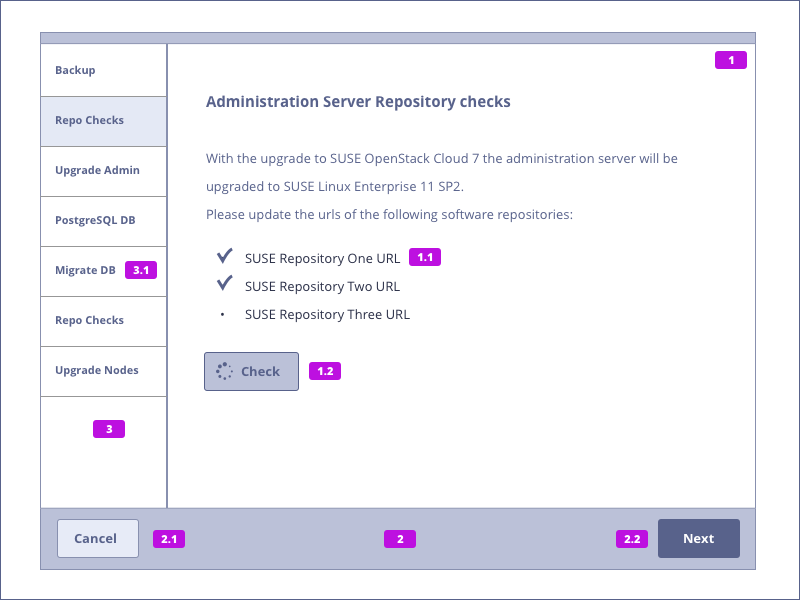 1
Backup
Repo Checks
Upgrade Admin
PostgreSQL DB
Migrate DB 3.1
Repo Checks
Upgrade Nodes
3
Administration Server Repository checks
With the upgrade to SUSE OpenStack Cloud 7 the administration server will be
upgraded to SUSE Linux Enterprise 11 SP2.
Please update the urls of the following software repositories:
SUSE Repository One URL 1.1
SUSE Repository Two URL
• SUSE Repository Three URL
Check 1.2
Cancel 2.1 2 2.2 Next